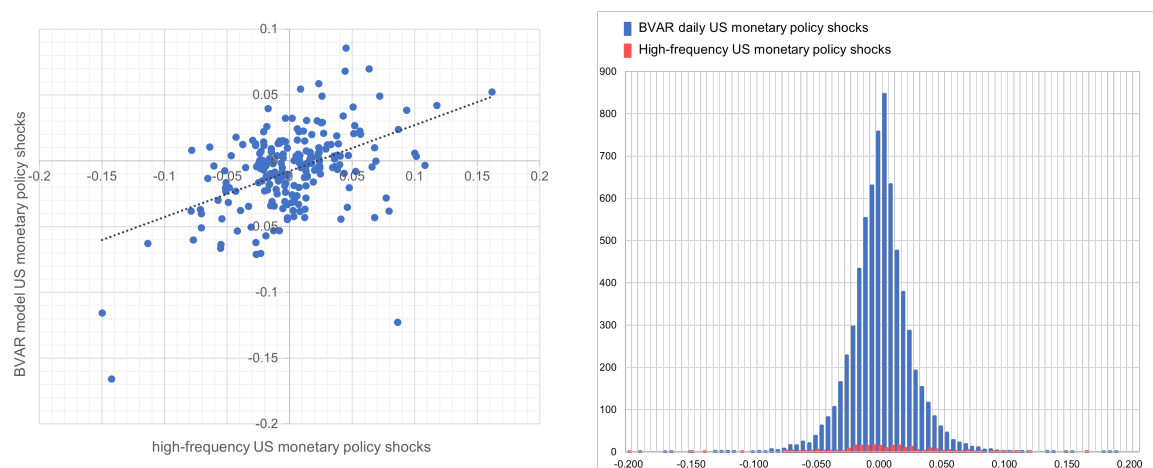 0.1
0.05
-0.2 -0.15 -0.1 -0.05 0 0.05 0.1 0.15 0.2
-0.05
-0.1
-0.15
-0.2
BVAR model US monetary policy shocks
high-frequency US monetary policy shocks
BVAR daily US monetary policy shocks
High-frequency US monetary policy shocks
900
800
700
600
500
400
300
200
100
0
-0.200 -0.150 -0.100 -0.050 0.000 0.050 0.100 0.150 0.200